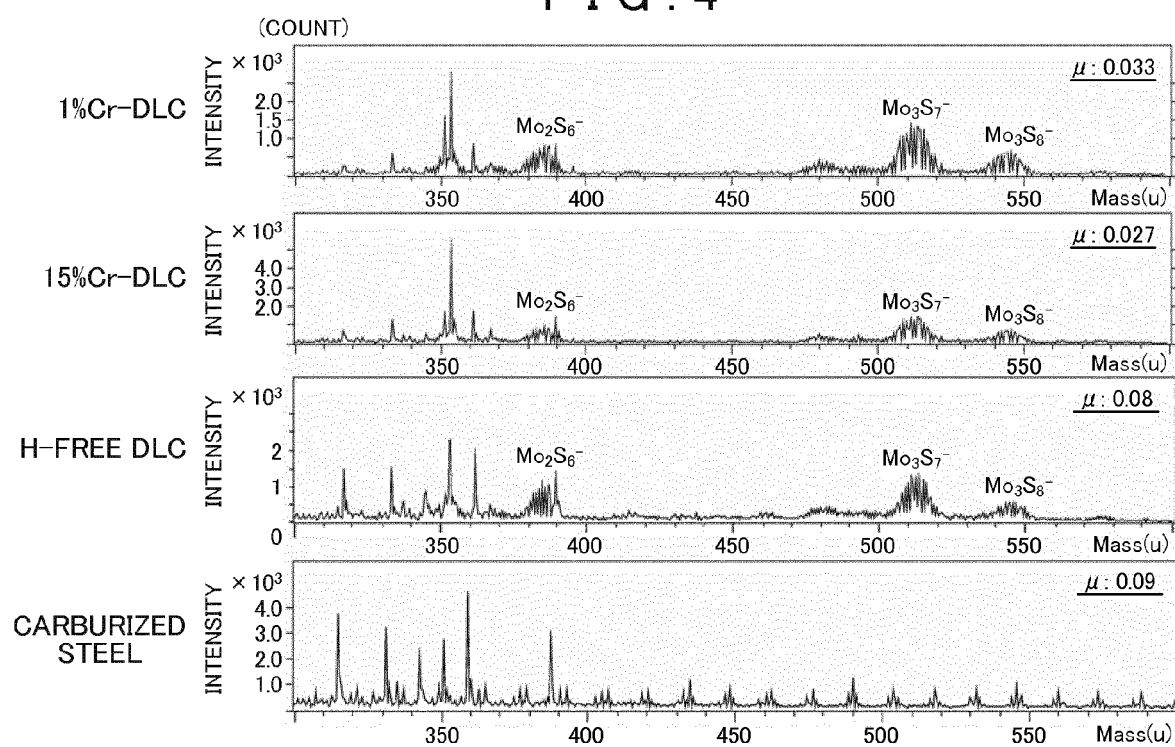 FIG. 4
(COUNT)
1%Cr-DLC
INTENSITY
× 10³
2.0
1.5
1.0
Mo₂S₆⁻
Mo₃S₇⁻
Mo₃S₈⁻
μ: 0.033
350 400 450 500 550 Mass(u)
15%Cr-DLC
INTENSITY
× 10³
4.0
3.0
2.0
Mo₂S₆⁻
Mo₃S₇⁻
Mo₃S₈⁻
μ: 0.027
350 400 450 500 550 Mass(u)
H-FREE DLC
INTENSITY
× 10³
2
1
0
Mo₂S₆⁻
Mo₃S₇⁻
Mo₃S₈⁻
μ: 0.08
350 400 450 500 550 Mass(u)
CARBURIZED
STEEL
INTENSITY
× 10³
4.0
3.0
2.0
1.0
μ: 0.09
350 400 450 500 550 Mass(u)